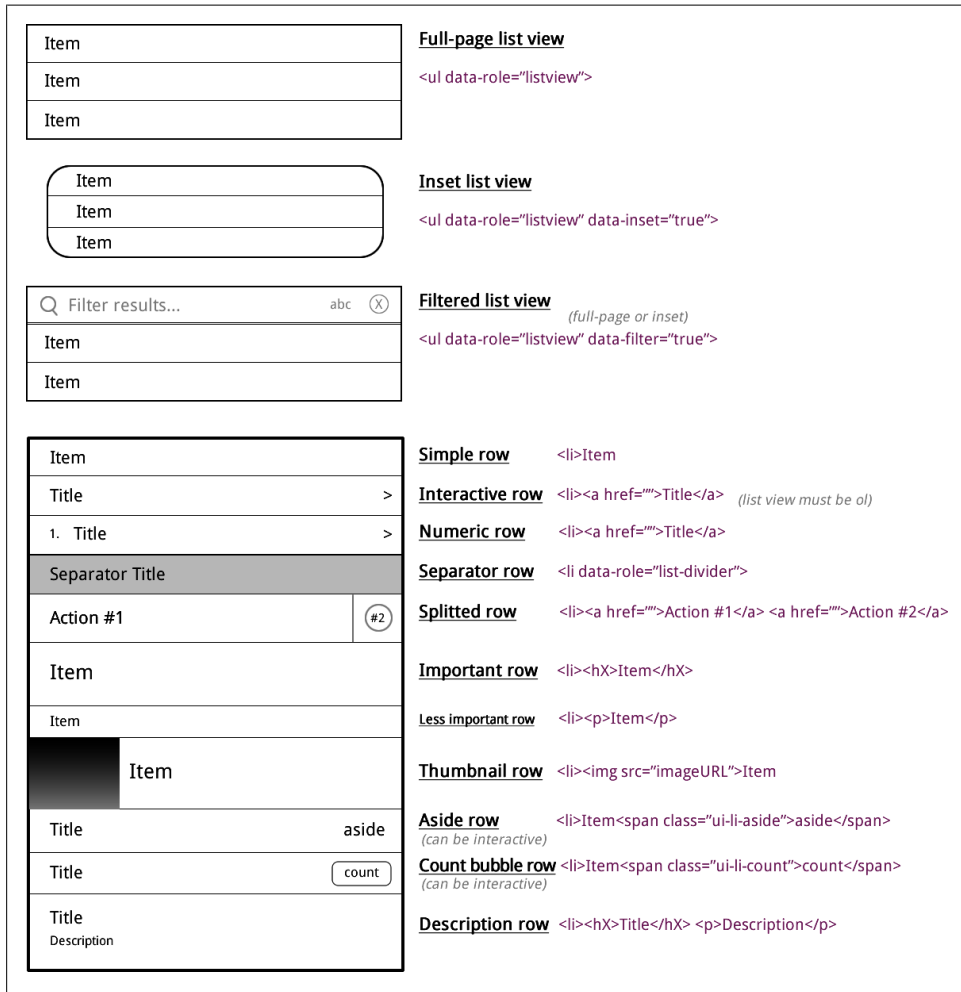 Item
Full-page list view
Item
<ul data-role=”listview”>
Item
Item
Inset list view
Item
<ul data-role=”listview” data-inset=”true”>
Item
Filter results... abc X
Filtered list view
(full-page or inset)
Item
<ul data-role=”listview” data-filter=”true”>
Item
Item
Simple row <li>Item
Title >
Interactive row <li><a href=””>Title</a> (list view must be ol)
1. Title >
Numeric row <li><a href=””>Title</a>
Separator Title
Separator row <li data-role=”list-divider”>
Action #1 #2
Splitted row <li><a href=””>Action #1</a> <a href=””>Action #2</a>
Item
Important row <li><hX>Item</hX>
Item
Less important row <li><p>Item</p>
Item
Thumbnail row <li><img src=”imageURL”>Item
Title aside
Aside row <li>Item<span class=”ui-li-aside”>aside</span>
(can be interactive)
Title count
Count bubble row <li>Item<span class=”ui-li-count”>count</span>
(can be interactive)
Title
Description
Description row <li><hX>Title</hX> <p>Description</p>